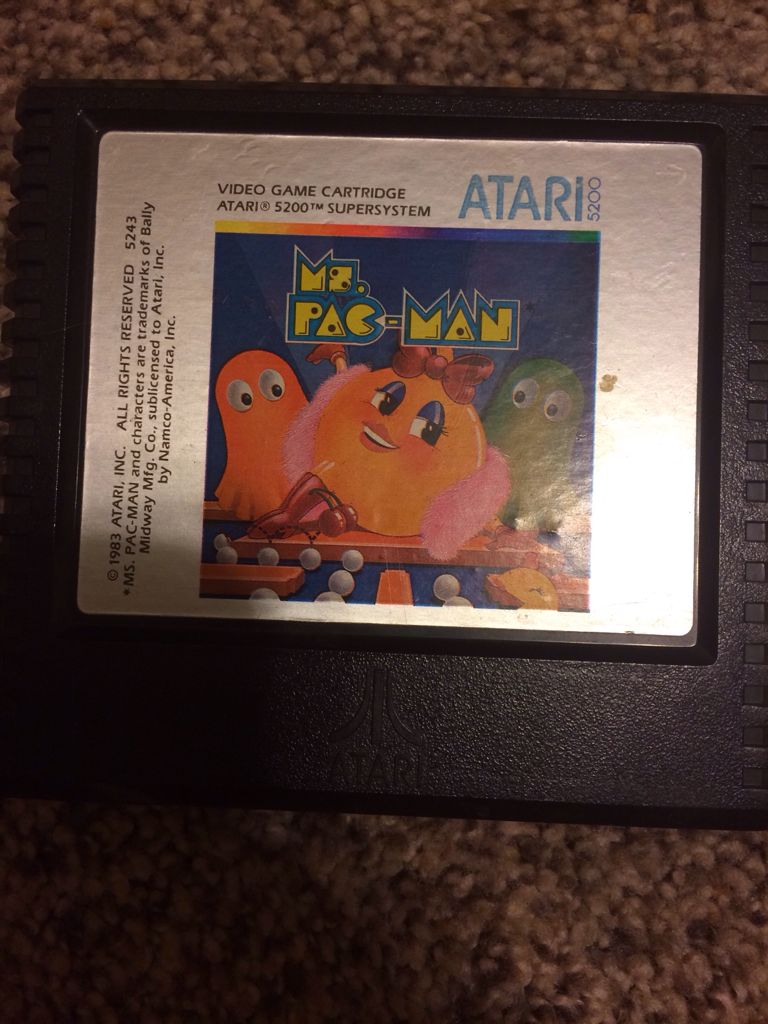 VIDEO GAME CARTRIDGE
ATARI® 5200™ SUPERSYSTEM
ATARI 5200
MS.
PAC-MAN*
© 1983 ATARI, INC. ALL RIGHTS RESERVED 5243
*MS. PAC-MAN and characters are trademarks of Bally
Midway Mfg. Co., sublicensed to Atari, Inc.
by Namco-America, Inc.
ATARI